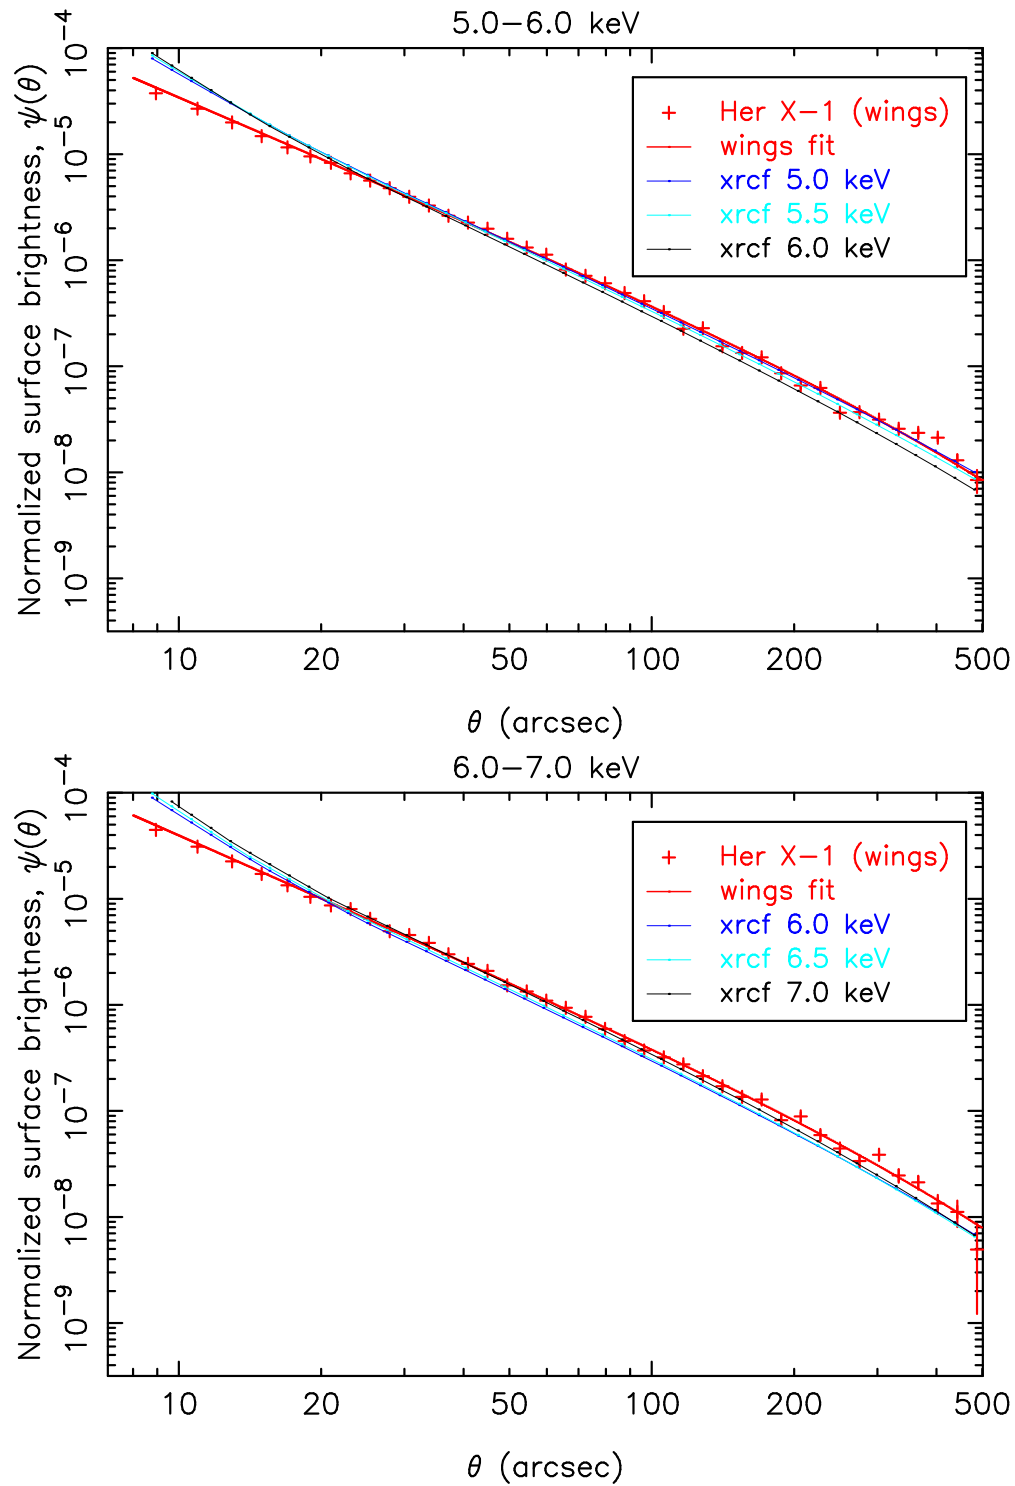 5.0−6.0 keV
Normalized surface brightness, ψ(θ)
10⁻⁴
10⁻⁵
10⁻⁶
10⁻⁷
10⁻⁸
10⁻⁹
Her X−1 (wings)
wings fit
xrcf 5.0 keV
xrcf 5.5 keV
xrcf 6.0 keV
10 20 50 100 200 500
θ (arcsec)
6.0−7.0 keV
Normalized surface brightness, ψ(θ)
10⁻⁴
10⁻⁵
10⁻⁶
10⁻⁷
10⁻⁸
10⁻⁹
Her X−1 (wings)
wings fit
xrcf 6.0 keV
xrcf 6.5 keV
xrcf 7.0 keV
10 20 50 100 200 500
θ (arcsec)